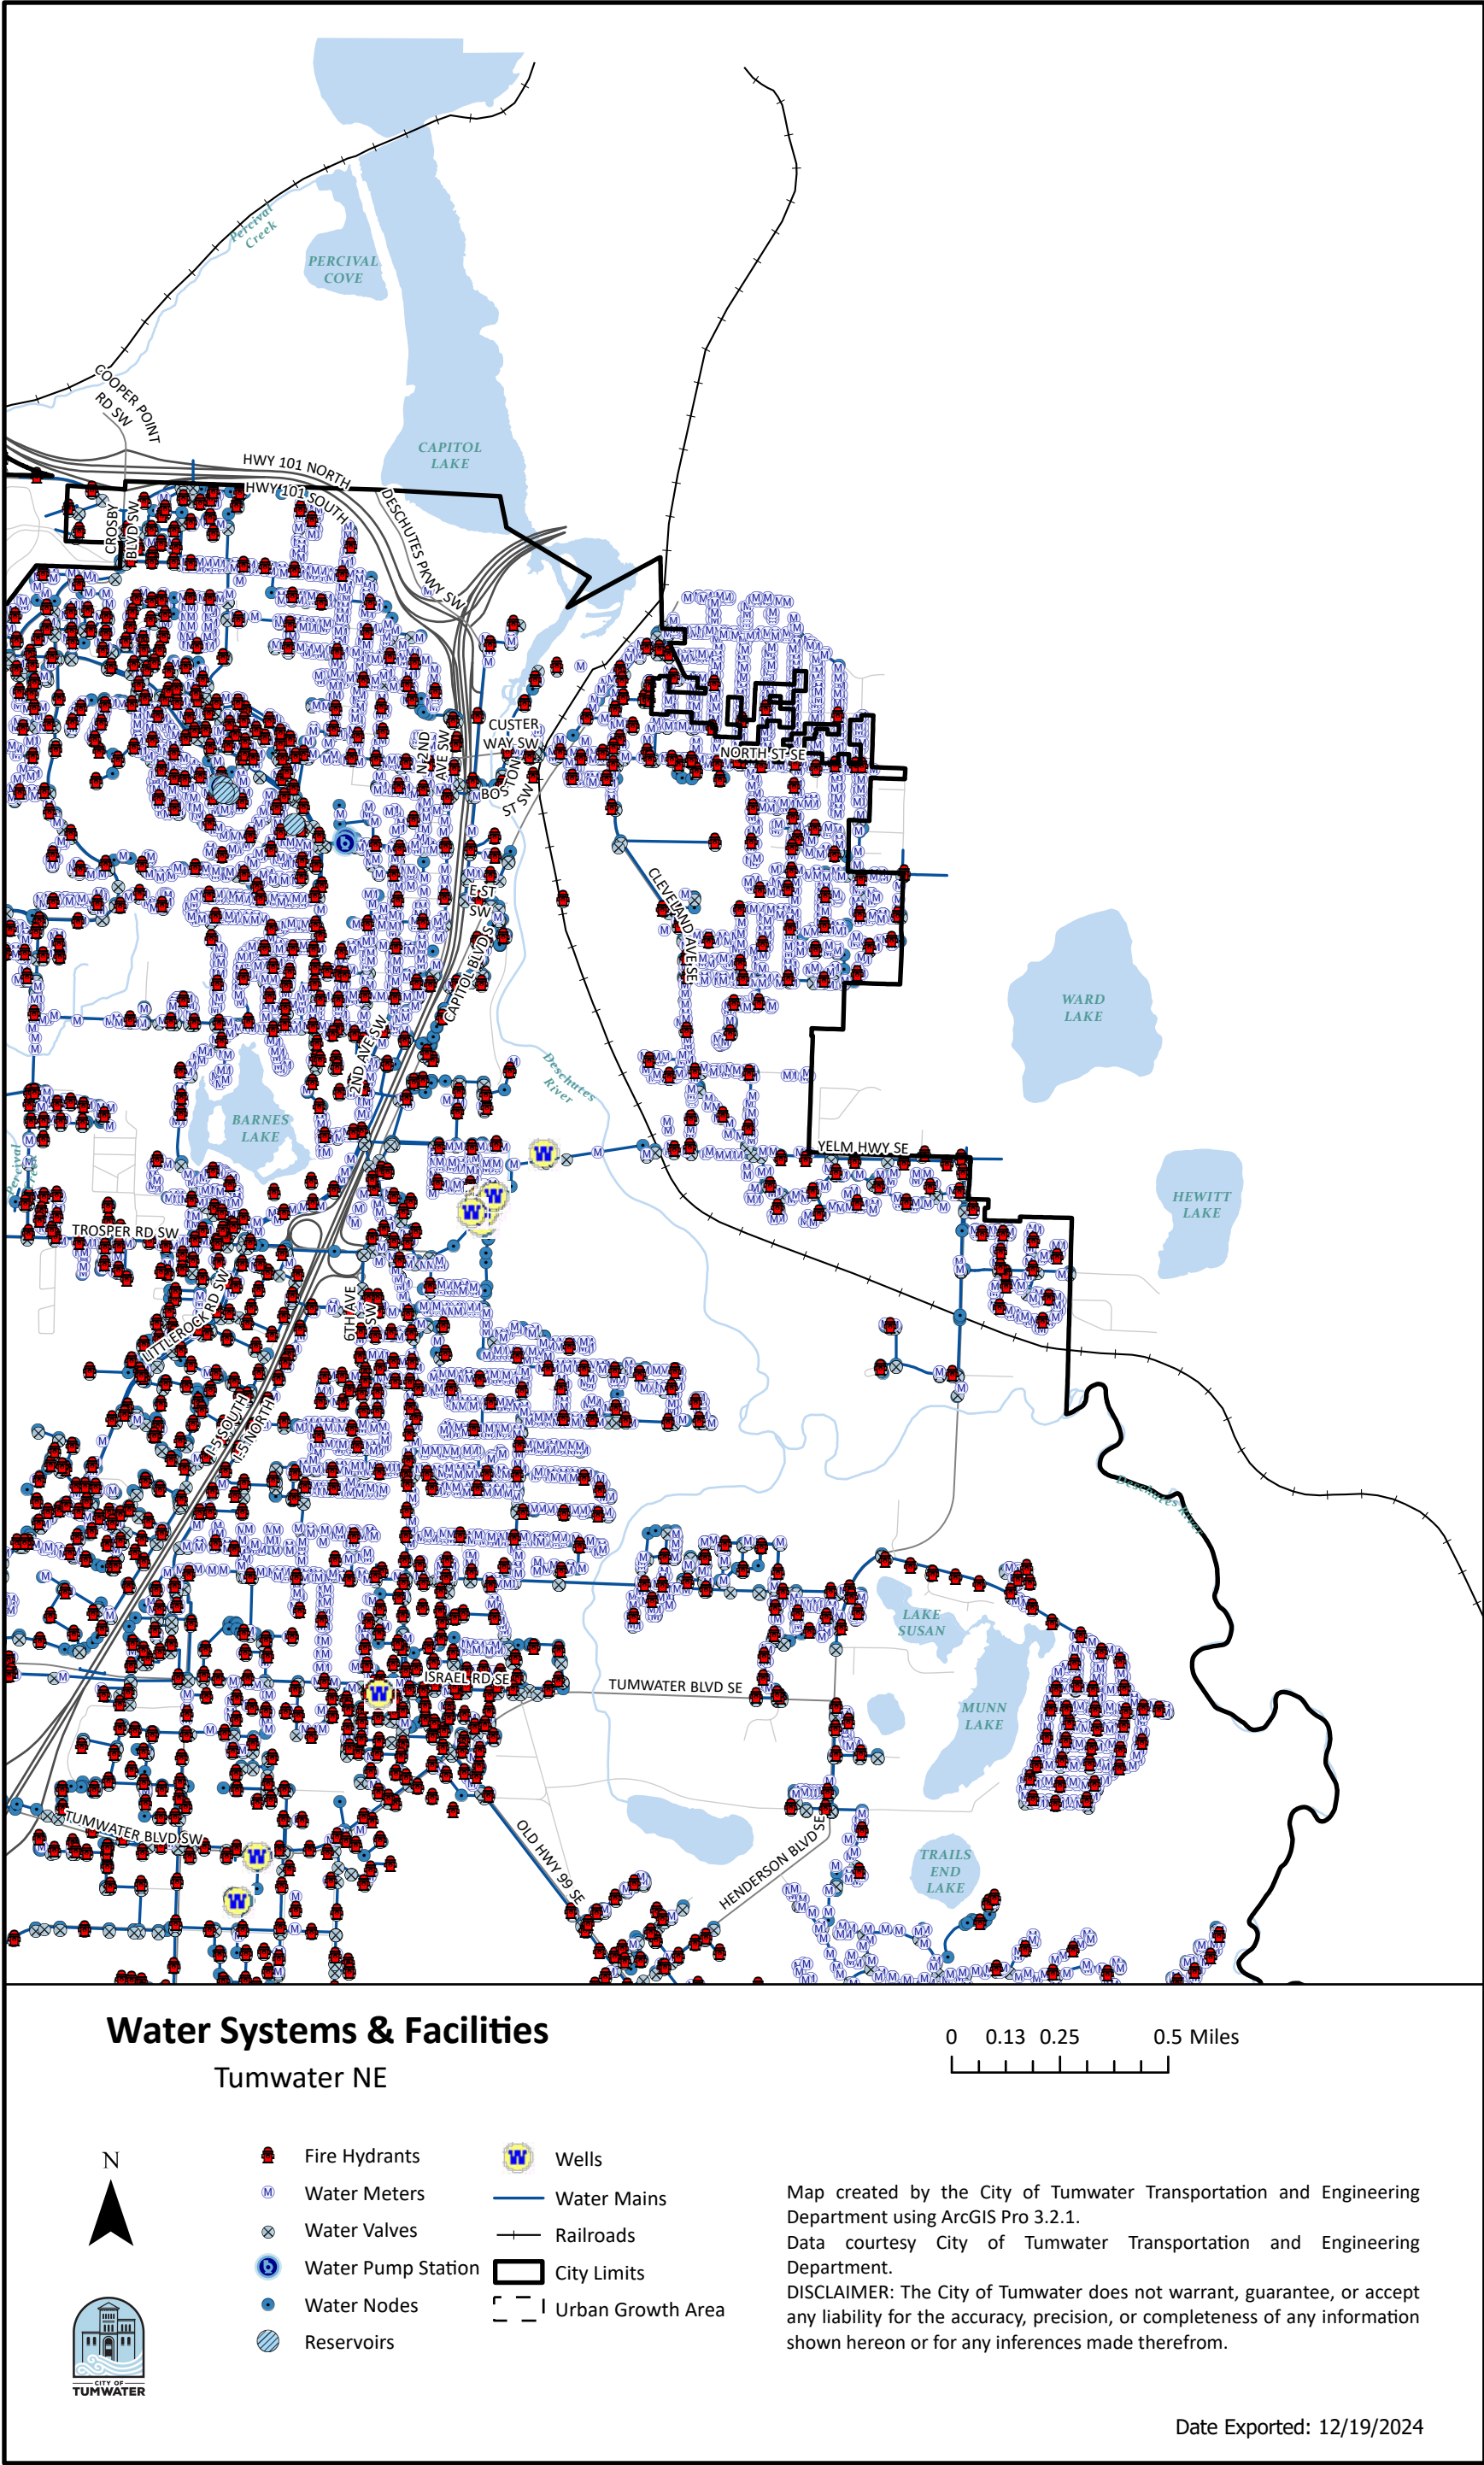 Percival
Creek
PERCIVAL
COVE
COOPER POINT
RD SW
CAPITOL
LAKE
HWY 101 NORTH
HWY 101 SOUTH
DESCHUTES PKWY SW
CROSBY
BLVD SW
CUSTER
WAY SW
N 2ND
AVE SW
BOSTON
ST SW
NORTH ST SE
CLEVELAND AVE SE
E ST
SW
CAPITOL BLVD S
2ND AVE SW
WARD
LAKE
Deschutes
River
BARNES
LAKE
YELM HWY SE
HEWITT
LAKE
Percival
TROSPER RD SW
LITTLEROCK RD SW
6TH AVE
SW
I-5 SOUTH
I-5 NORTH
Deschutes River
LAKE
SUSAN
ISRAEL RD SE
TUMWATER BLVD SE
MUNN
LAKE
TUMWATER BLVD SW
OLD HWY 99 SE
HENDERSON BLVD SE
TRAILS
END
LAKE
Water Systems & Facilities
Tumwater NE
0 0.13 0.25 0.5 Miles
N
Fire Hydrants
Water Meters
Water Valves
Water Pump Station
Water Nodes
Reservoirs
Wells
Water Mains
Railroads
City Limits
Urban Growth Area
CITY OF
TUMWATER
Map created by the City of Tumwater Transportation and Engineering
Department using ArcGIS Pro 3.2.1.
Data courtesy City of Tumwater Transportation and Engineering
Department.
DISCLAIMER: The City of Tumwater does not warrant, guarantee, or accept
any liability for the accuracy, precision, or completeness of any information
shown hereon or for any inferences made therefrom.
Date Exported: 12/19/2024